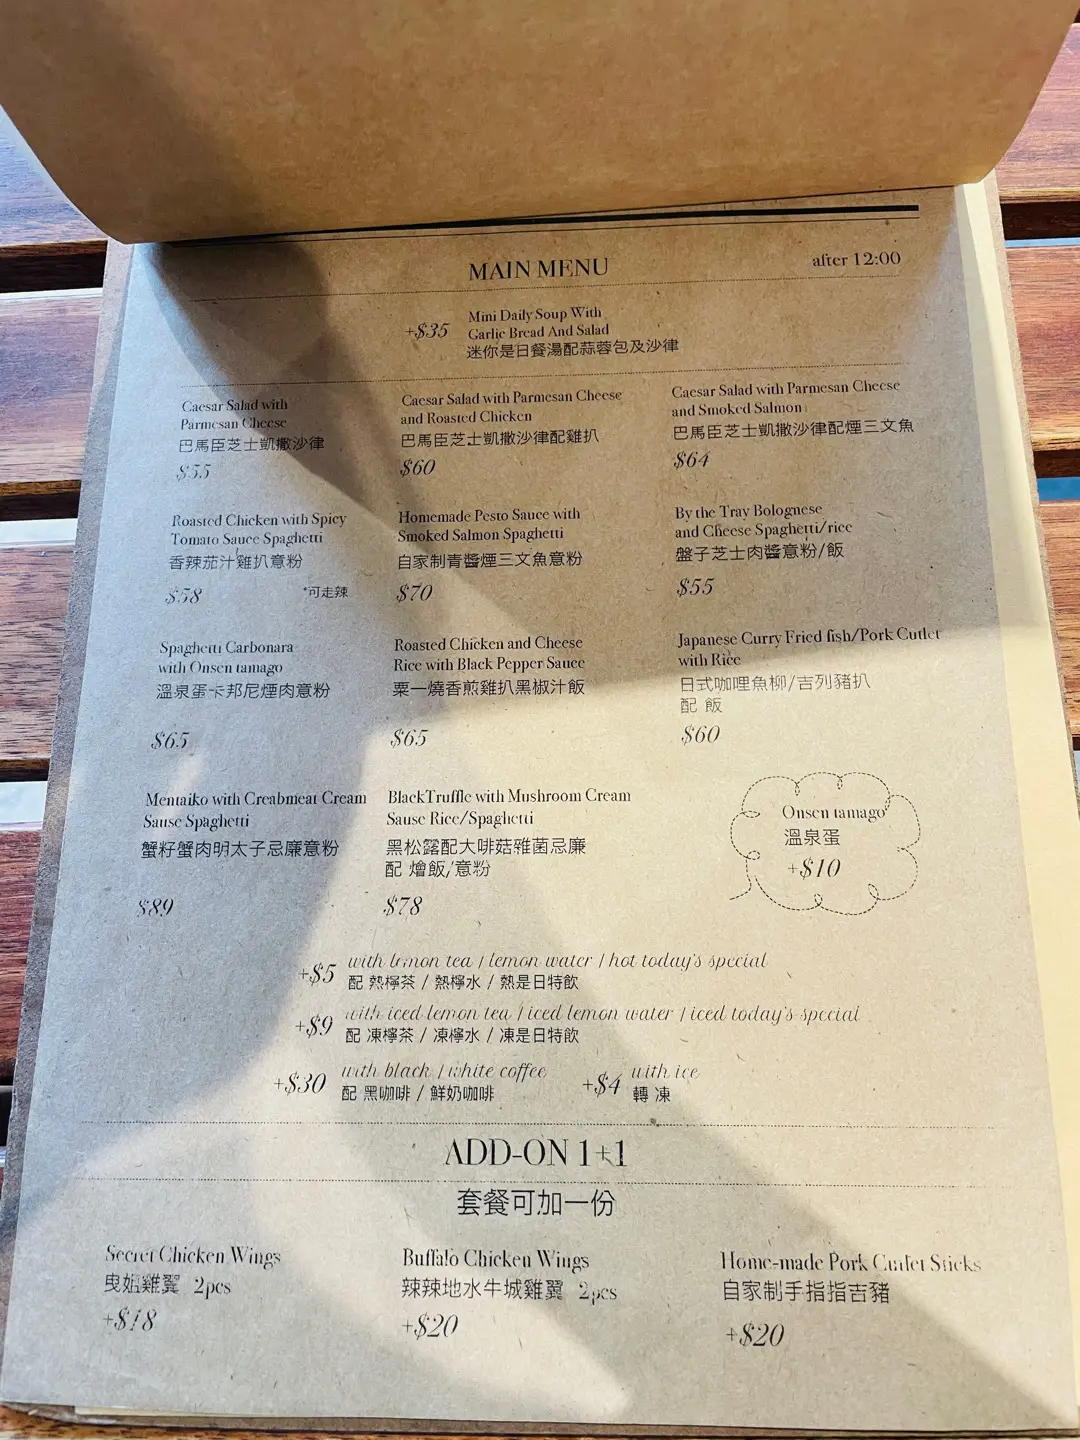 MAIN MENU
after 12:00
+$35
Mini Daily Soup With
Garlic Bread And Salad
迷你是日餐湯配蒜蓉包及沙律
Caesar Salad with
Parmesan Cheese
巴馬臣芝士凱撒沙律
$55
Caesar Salad with Parmesan Cheese
and Roasted Chicken
巴馬臣芝士凱撒沙律配雞扒
$60
Caesar Salad with Parmesan Cheese
and Smoked Salmon
巴馬臣芝士凱撒沙律配煙三文魚
$64
Roasted Chicken with Spicy
Tomato Sauce Spaghetti
香辣茄汁雞扒意粉
$58
*可走辣
Homemade Pesto Sauce with
Smoked Salmon Spaghetti
自家制青醬煙三文魚意粉
$70
By the Tray Bolognese
and Cheese Spaghetti/rice
盤子芝士肉醬意粉/飯
$55
Spaghetti Carbonara
with Onsen tamago
溫泉蛋卡邦尼煙肉意粉
$65
Roasted Chicken and Cheese
Rice with Black Pepper Sauce
粟一燒香煎雞扒黑椒汁飯
$65
Japanese Curry Fried fish/Pork Cutlet
with Rice
日式咖哩魚柳/吉列豬扒
配 飯
$60
Mentaiko with Creabmeat Cream
Sause Spaghetti
蟹籽蟹肉明太子忌廉意粉
$89
BlackTruffle with Mushroom Cream
Sause Rice/Spaghetti
黑松露配大啡菇雜菌忌廉
配 燴飯/意粉
$78
Onsen tamago
溫泉蛋
+$10
+$5 with lemon tea / lemon water / hot today's special
配 熱檸茶 / 熱檸水 / 熱是日特飲
+$9 with iced lemon tea / iced lemon water / iced today's special
配 凍檸茶 / 凍檸水 / 凍是日特飲
+$30 with black / white coffee
配 黑咖啡 / 鮮奶咖啡
+$4 with ice
轉 凍
ADD-ON 1+1
套餐可加一份
Secret Chicken Wings
曳姐雞翼 2pcs
+$18
Buffalo Chicken Wings
辣辣地水牛城雞翼 2pcs
+$20
Home-made Pork Cutlet Sticks
自家制手指指吉豬
+$20